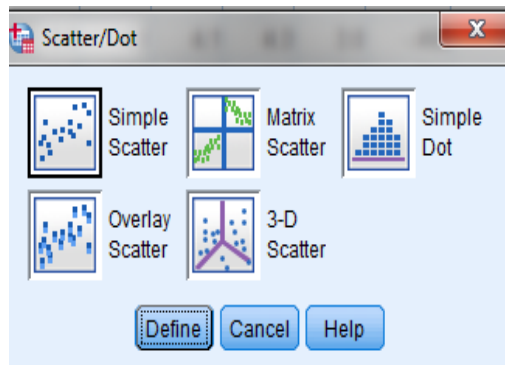 Scatter/Dot
Simple
Scatter
Matrix
Scatter
Simple
Dot
Overlay
Scatter
3-D
Scatter
Define Cancel Help